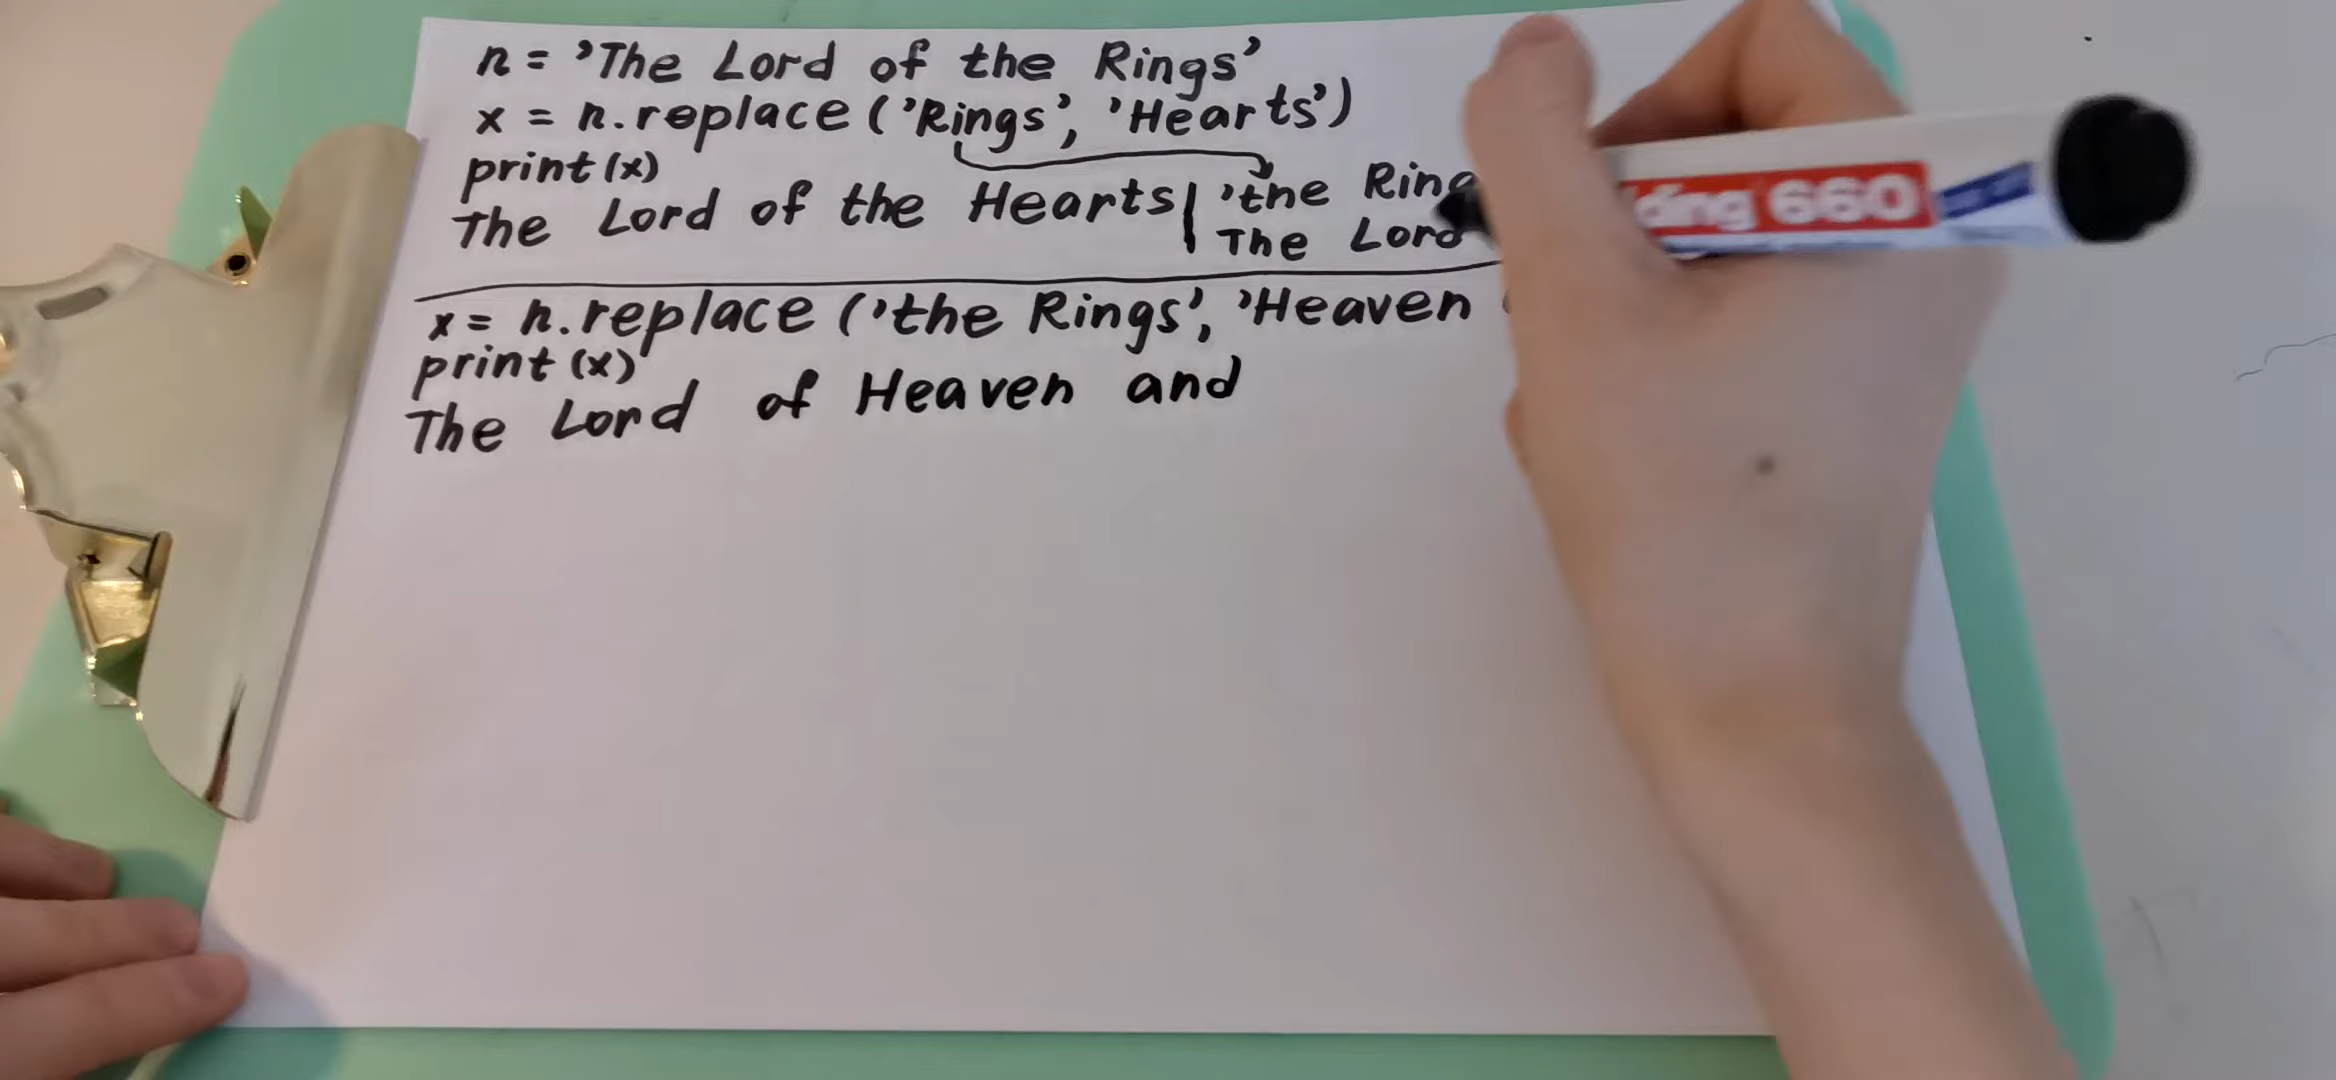 n = 'The Lord of the Rings'
x = n.replace ('Rings', 'Hearts')
print (x)
The Lord of the Hearts | 'the Ring
The Lord
x = n.replace ('the Rings', 'Heaven
print (x)
The Lord of Heaven and
660